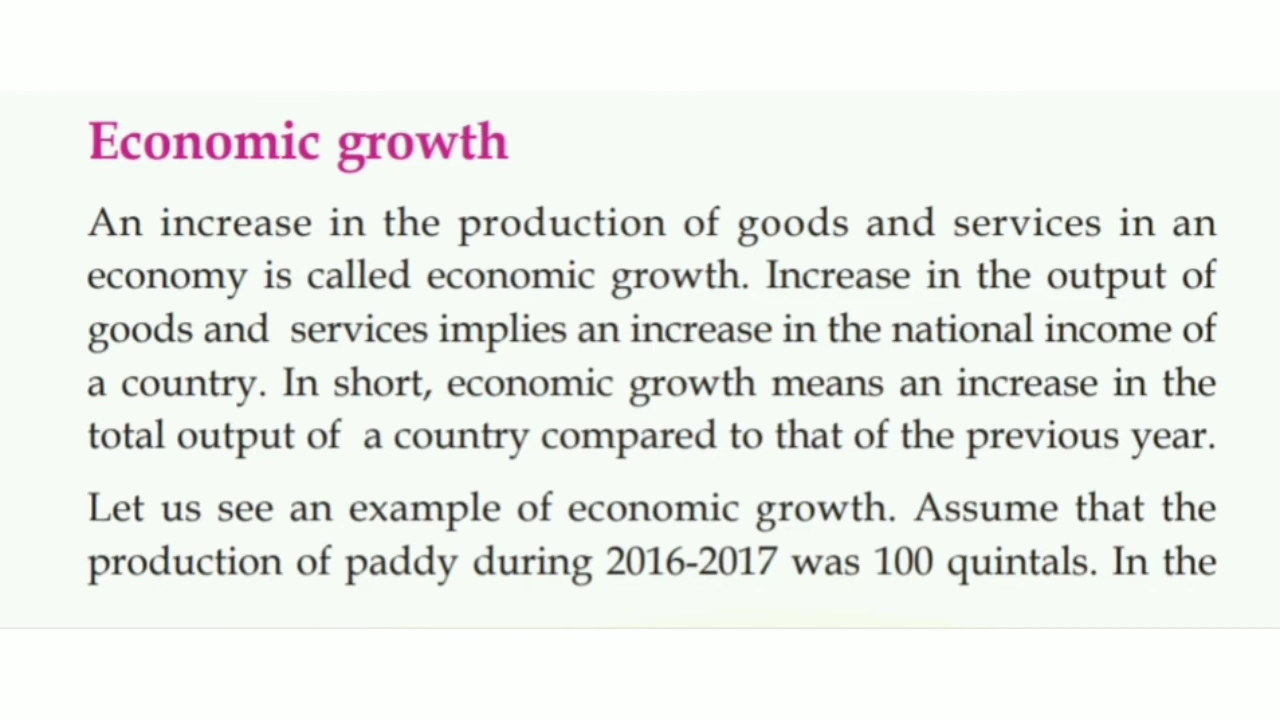 Economic growth
An increase in the production of goods and services in an
economy is called economic growth. Increase in the output of
goods and services implies an increase in the national income of
a country. In short, economic growth means an increase in the
total output of a country compared to that of the previous year.
Let us see an example of economic growth. Assume that the
production of paddy during 2016-2017 was 100 quintals. In the